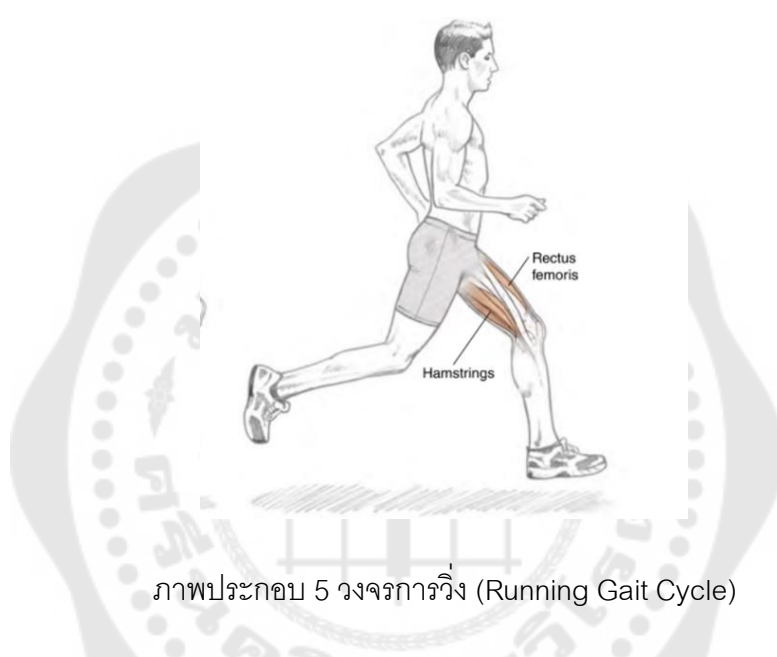 Rectus
femoris
Hamstrings
ภาพประกอบ 5 วงจรการวิ่ง (Running Gait Cycle)